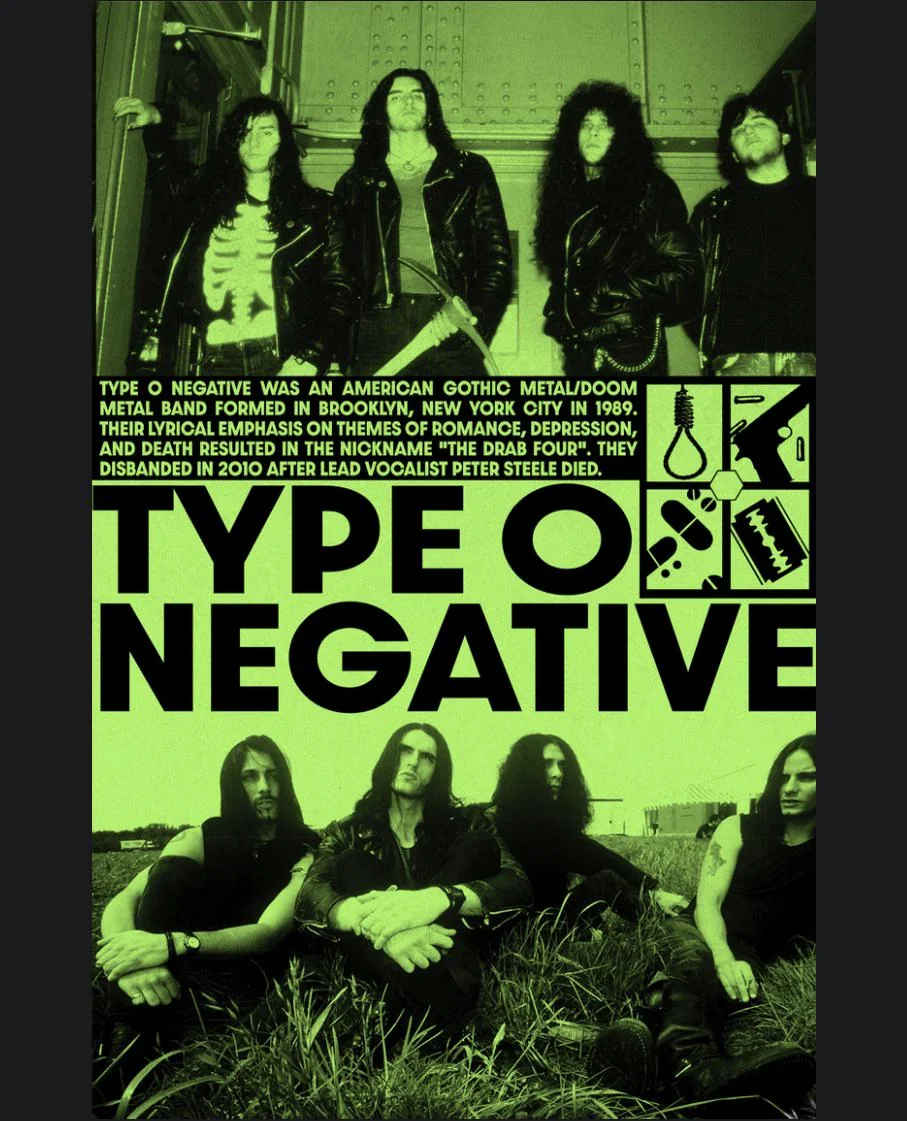 TYPE O NEGATIVE WAS AN AMERICAN GOTHIC METAL/DOOM
METAL BAND FORMED IN BROOKLYN, NEW YORK CITY IN 1989.
THEIR LYRICAL EMPHASIS ON THEMES OF ROMANCE, DEPRESSION,
AND DEATH RESULTED IN THE NICKNAME "THE DRAB FOUR". THEY
DISBANDED IN 2010 AFTER LEAD VOCALIST PETER STEELE DIED.
TYPE O
NEGATIVE